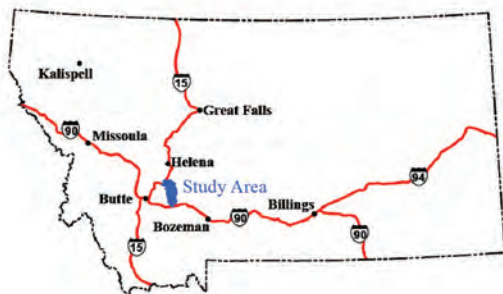 Kalispell
15
Great Falls
90
Missoula
Helena
94
Study Area
Butte
Billings
Bozeman
90
15
90